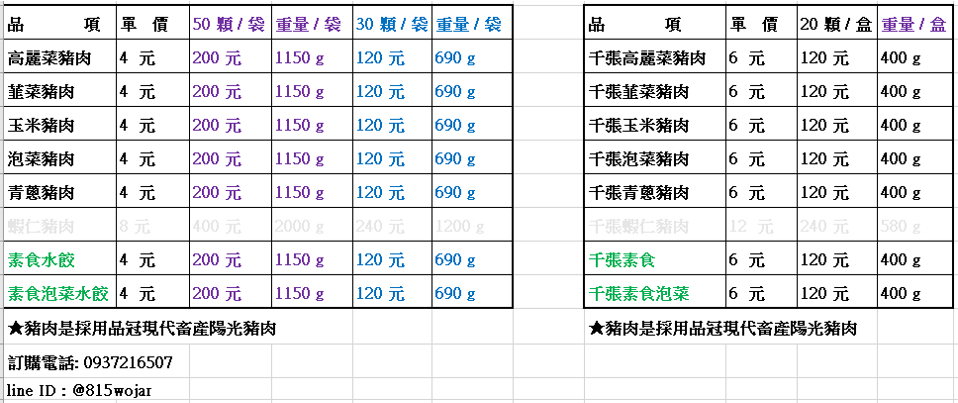 品 項 單 價 50 顆 / 袋 重量 / 袋 30 顆 / 袋 重量 / 袋 品 項 單 價 20 顆 / 盒 重量 / 盒
高麗菜豬肉 4 元 200 元 1150 g 120 元 690 g 千張高麗菜豬肉 6 元 120 元 400 g
韮菜豬肉 4 元 200 元 1150 g 120 元 690 g 千張韮菜豬肉 6 元 120 元 400 g
玉米豬肉 4 元 200 元 1150 g 120 元 690 g 千張玉米豬肉 6 元 120 元 400 g
泡菜豬肉 4 元 200 元 1150 g 120 元 690 g 千張泡菜豬肉 6 元 120 元 400 g
青蔥豬肉 4 元 200 元 1150 g 120 元 690 g 千張青蔥豬肉 6 元 120 元 400 g
蝦仁豬肉 8 元 400 元 2000 g 240 元 1200 g 千張蝦仁豬肉 12 元 240 元 580 g
素食水餃 4 元 200 元 1150 g 120 元 690 g 千張素食 6 元 120 元 400 g
素食泡菜水餃 4 元 200 元 1150 g 120 元 690 g 千張素食泡菜 6 元 120 元 400 g
★豬肉是採用品冠現代畜產陽光豬肉 ★豬肉是採用品冠現代畜產陽光豬肉
訂購電話: 0937216507
line ID : @815wojar